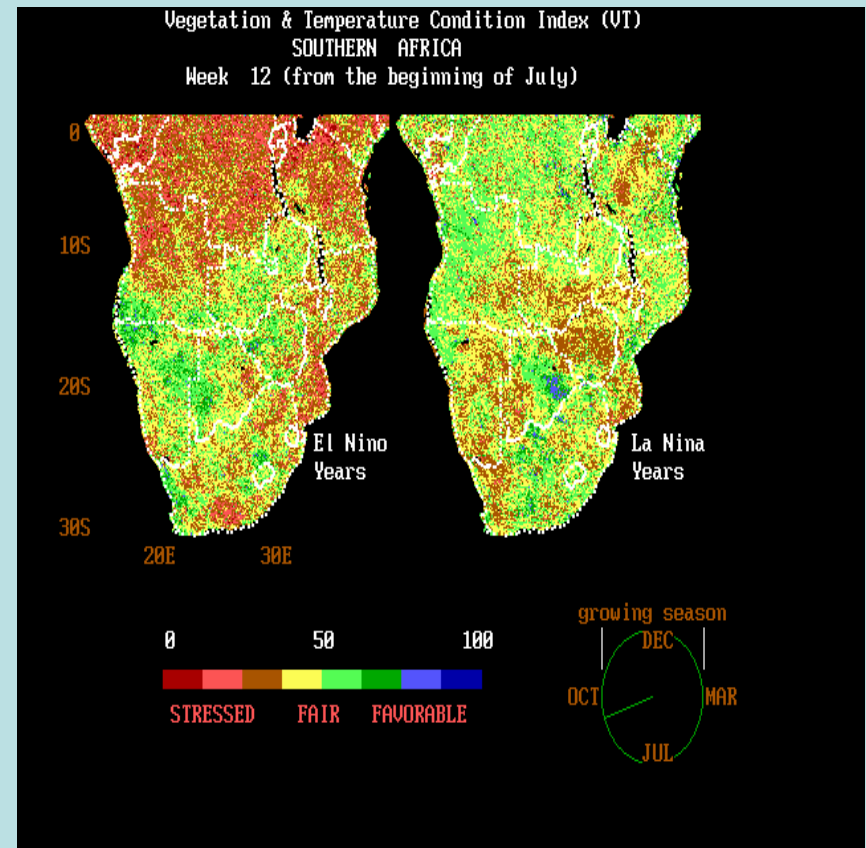 Vegetation & Temperature Condition Index (VT)
SOUTHERN AFRICA
Week 12 (from the beginning of July)
0
10S
20S
30S
El Nino
Years
La Nina
Years
20E 30E
0 50 100
STRESSED FAIR FAVORABLE
growing season
DEC
OCT MAR
JUL